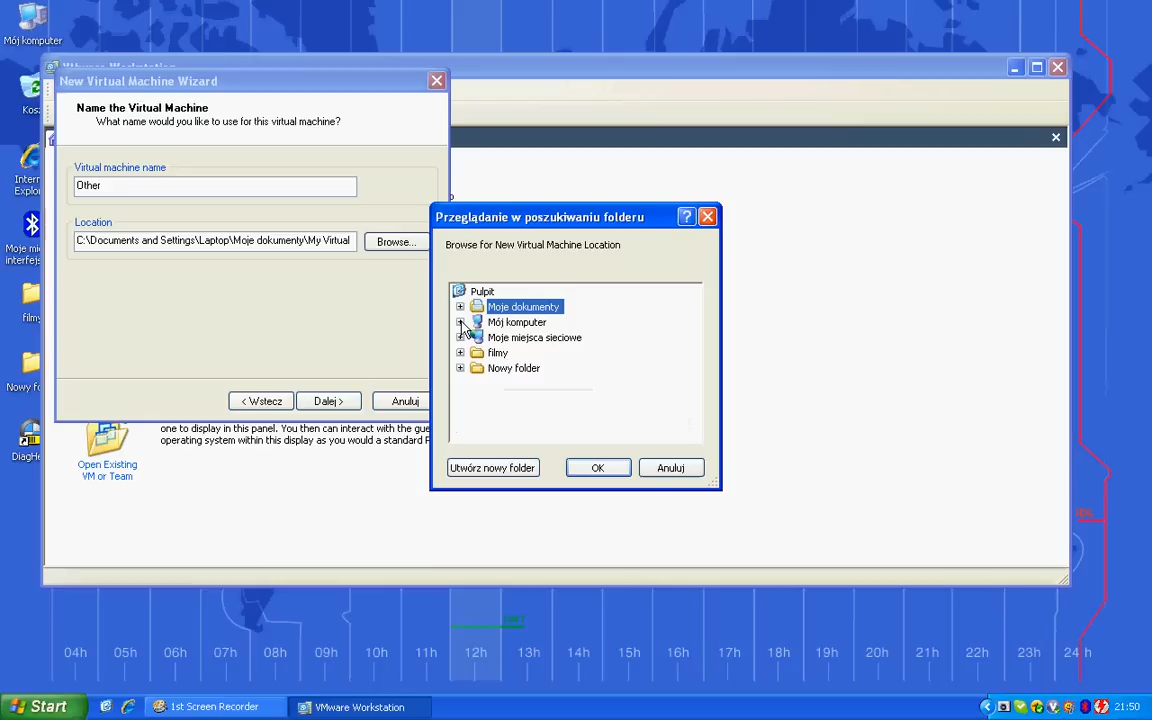 Mój komputer
VMware Workstation
New Virtual Machine Wizard
Name the Virtual Machine
What name would you like to use for this virtual machine?
Kosz
Virtual machine name
Other
Intern
Explor
Location
C:\Documents and Settings\Laptop\Moje dokumenty\My Virtual
Browse...
Moje mi
interfejs
Przeglądanie w poszukiwaniu folderu
Browse for New Virtual Machine Location
Pulpit
Moje dokumenty
Mój komputer
Moje miejsca sieciowe
filmy
Nowy folder
filmy
Nowy fo
< Wstecz
Dalej >
Anuluj
one to display in this panel. You then can interact with the gue
operating system within this display as you would a standard P
DiagHe
Open Existing
VM or Team
Utwórz nowy folder
OK
Anuluj
GMT
04h 05h 06h 07h 08h 09h 10h 11h 12h 13h 14h 15h 16h 17h 18h 19h 20h 21h 22h 23h 24h
Start
1st Screen Recorder
VMware Workstation
21:50